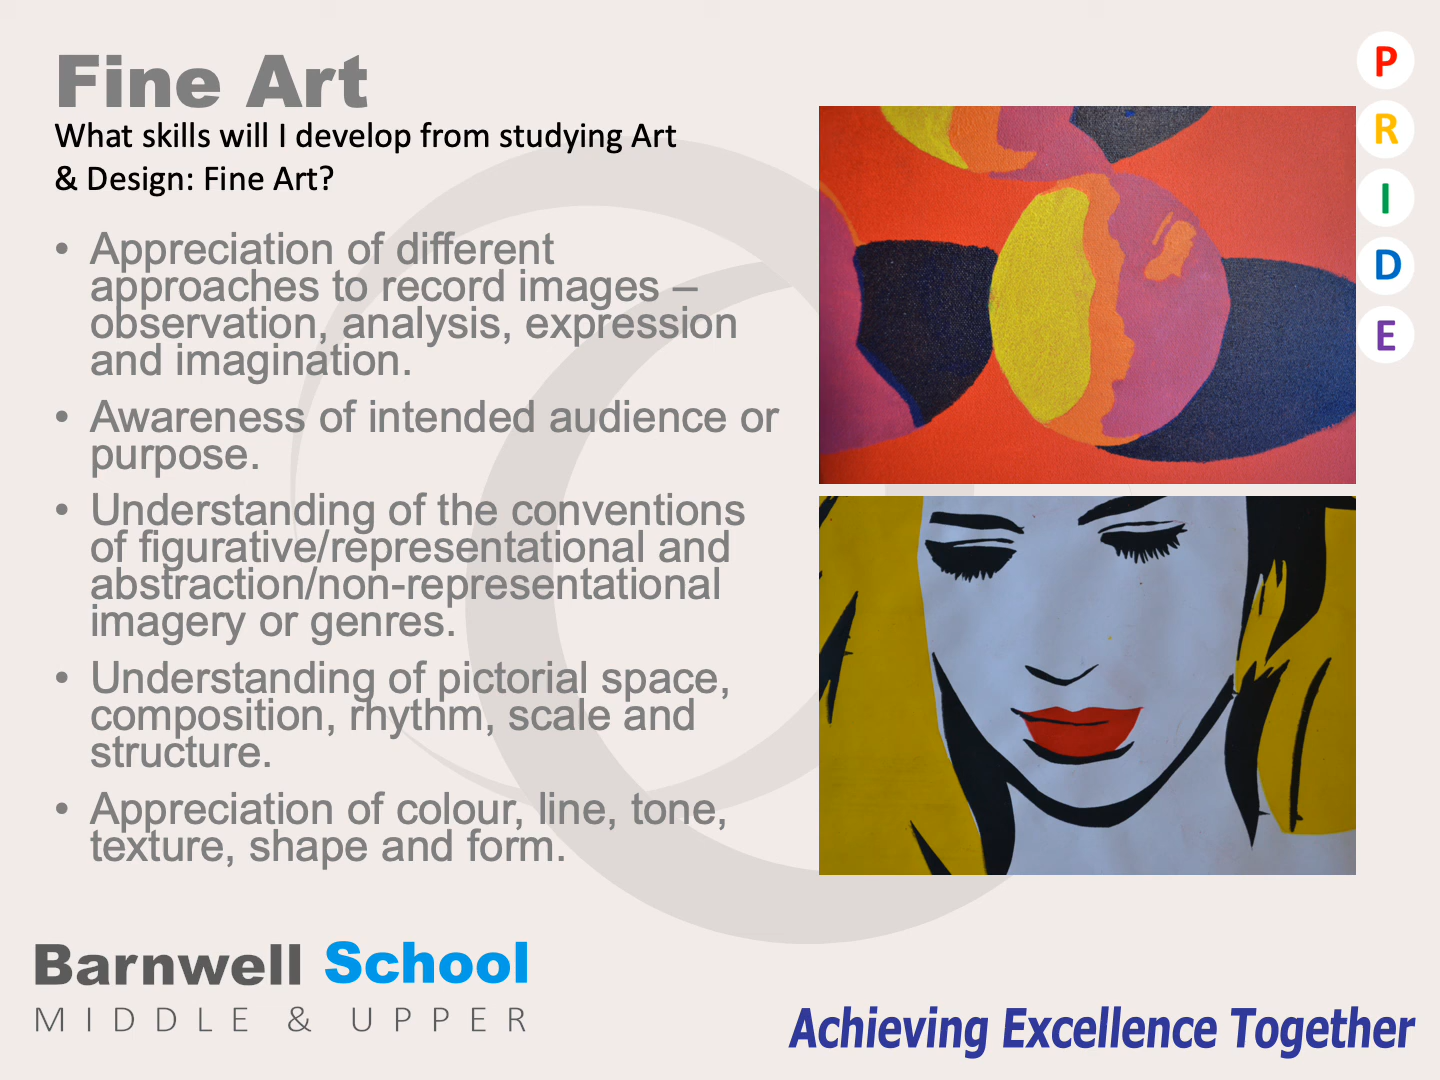 Fine Art
What skills will I develop from studying Art
& Design: Fine Art?
• Appreciation of different
approaches to record images –
observation, analysis, expression
and imagination.
• Awareness of intended audience or
purpose.
• Understanding of the conventions
of figurative/representational and
abstraction/non-representational
imagery or genres.
• Understanding of pictorial space,
composition, rhythm, scale and
structure.
• Appreciation of colour, line, tone,
texture, shape and form.
P
R
I
D
E
Barnwell School
MIDDLE & UPPER
Achieving Excellence Together